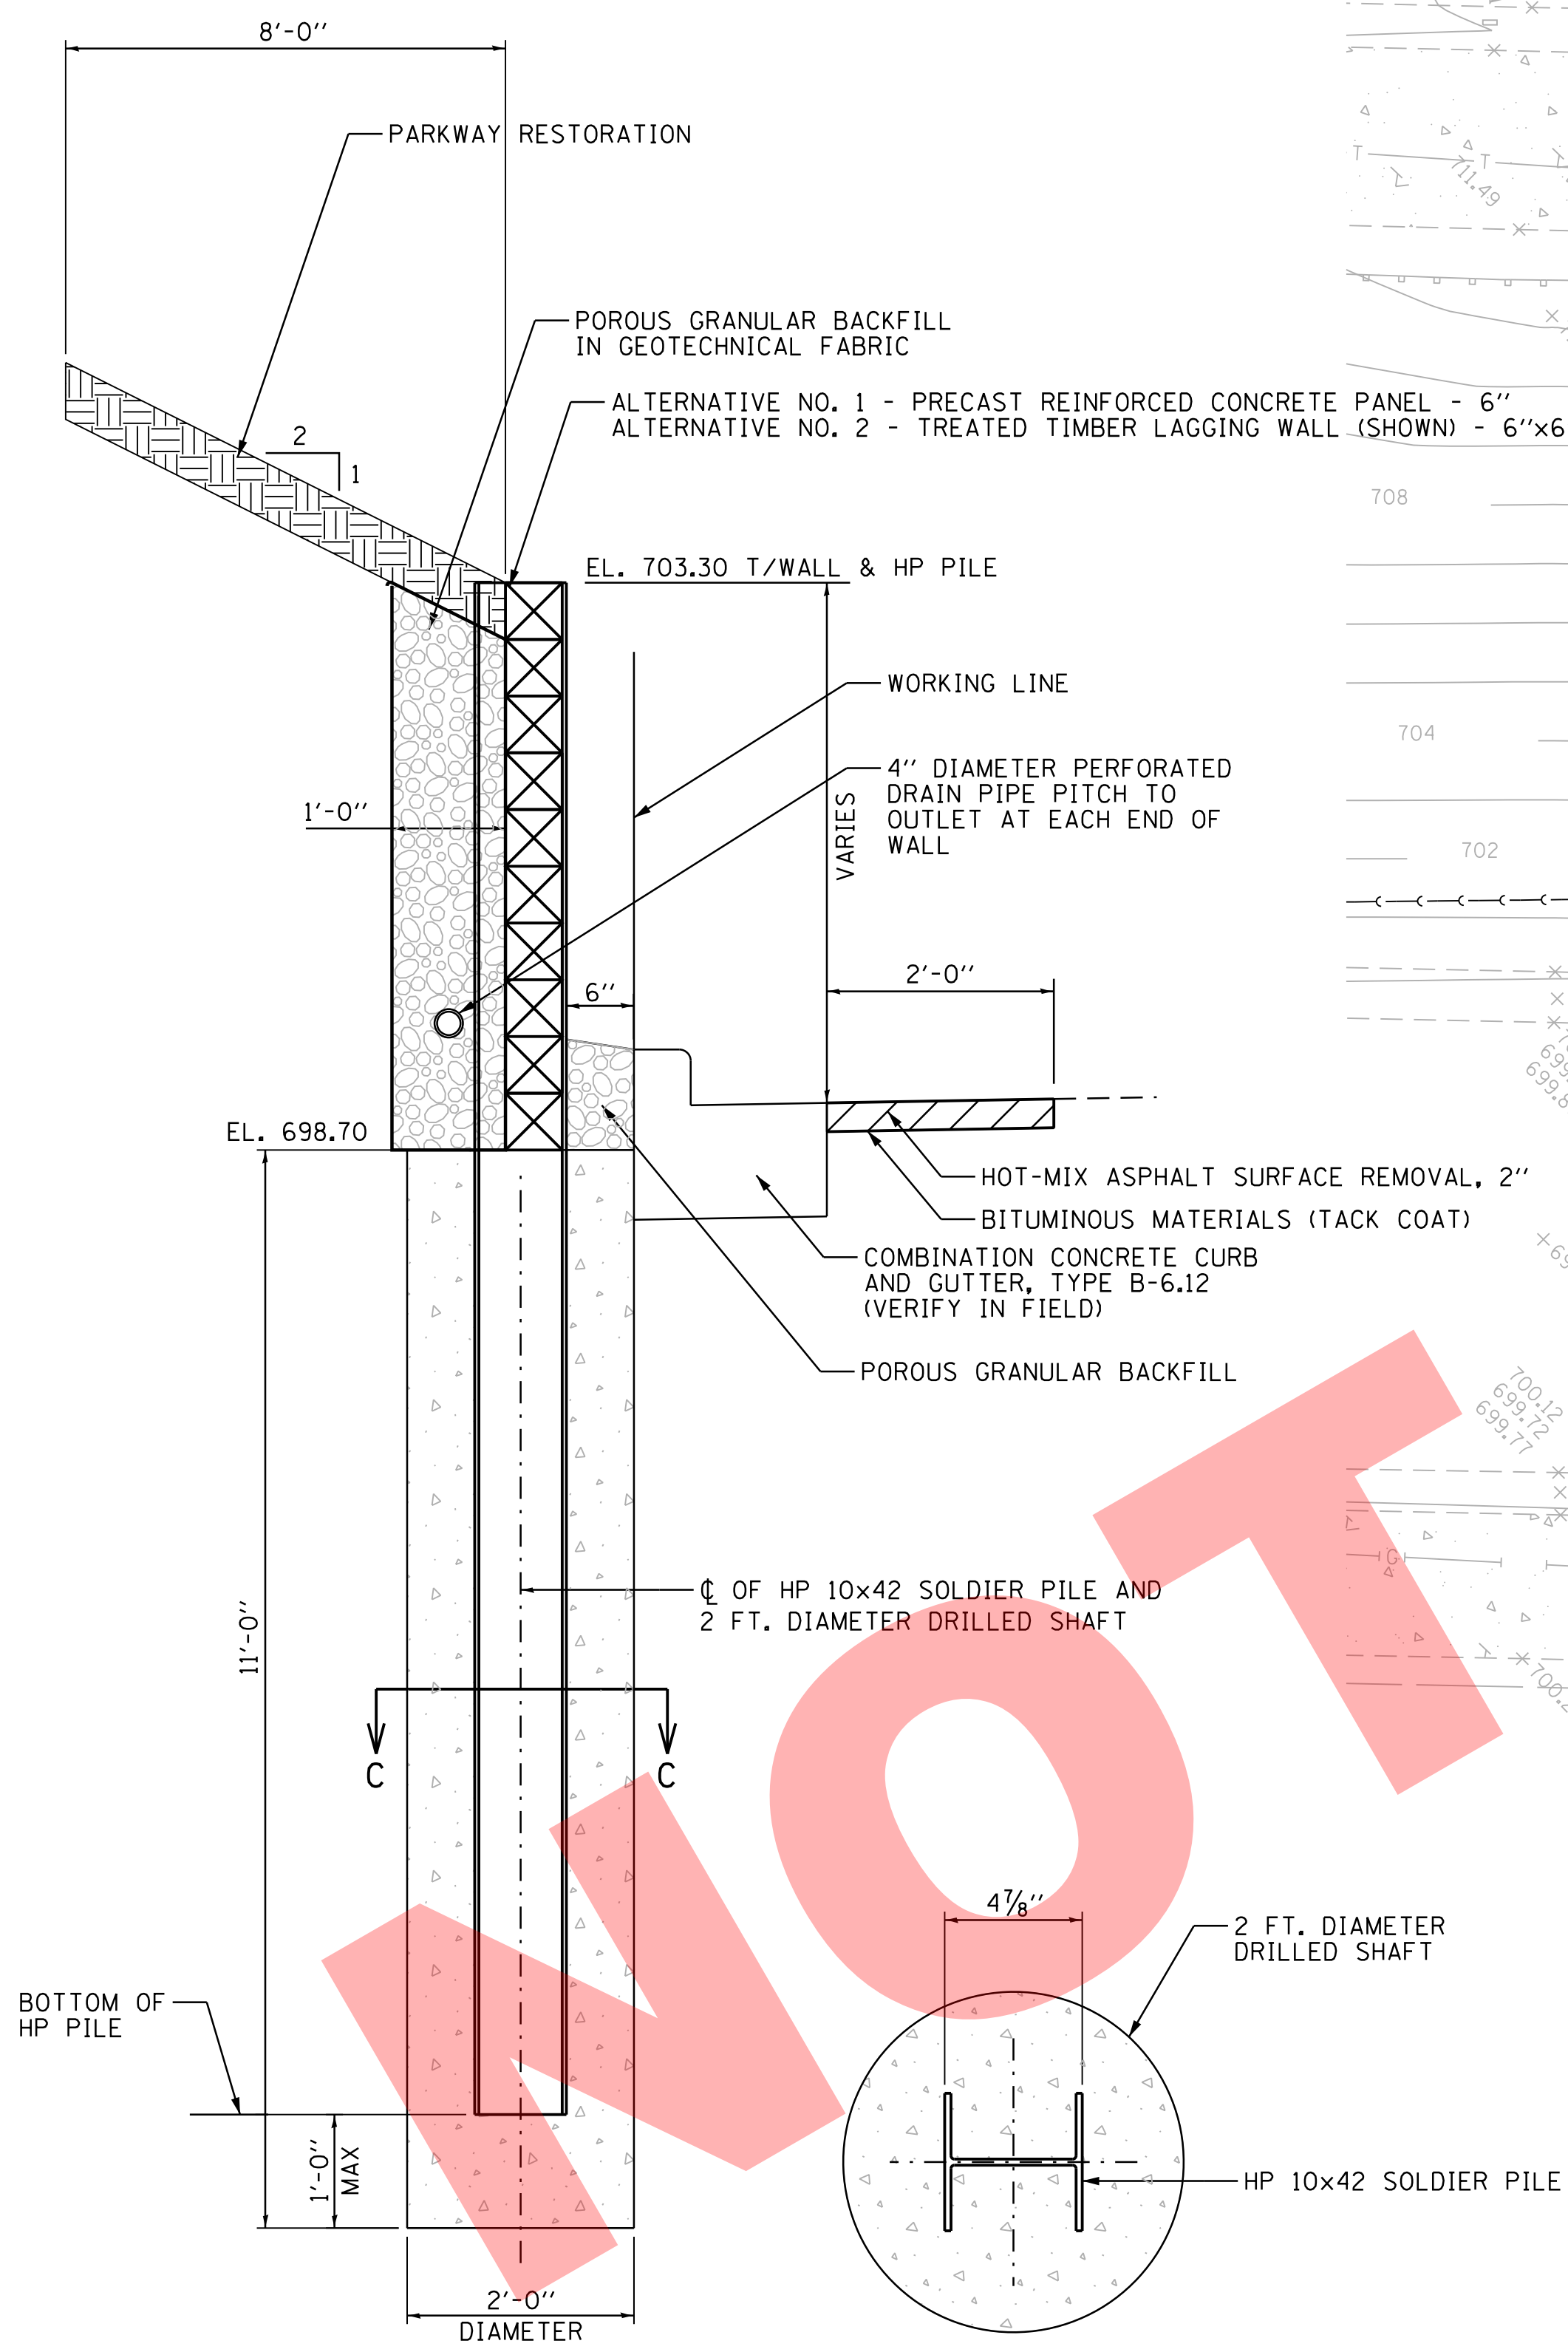 8'-0"
PARKWAY RESTORATION
POROUS GRANULAR BACKFILL
IN GEOTECHNICAL FABRIC
ALTERNATIVE NO. 1 - PRECAST REINFORCED CONCRETE PANEL - 6"
ALTERNATIVE NO. 2 - TREATED TIMBER LAGGING WALL (SHOWN) - 6"x6
2
1
EL. 703.30 T/WALL & HP PILE
WORKING LINE
4" DIAMETER PERFORATED
DRAIN PIPE PITCH TO
OUTLET AT EACH END OF
WALL
1'-0"
VARIES
6"
2'-0"
EL. 698.70
HOT-MIX ASPHALT SURFACE REMOVAL, 2"
BITUMINOUS MATERIALS (TACK COAT)
COMBINATION CONCRETE CURB
AND GUTTER, TYPE B-6.12
(VERIFY IN FIELD)
POROUS GRANULAR BACKFILL
℄ OF HP 10x42 SOLDIER PILE AND
2 FT. DIAMETER DRILLED SHAFT
11'-0"
C
C
BOTTOM OF
HP PILE
1'-0"
MAX
2'-0"
DIAMETER
4⅞"
2 FT. DIAMETER
DRILLED SHAFT
HP 10x42 SOLDIER PILE
NOT
T
T
711.49
708
704
702
699.8
700.12
699.72
699.77
G
700.2